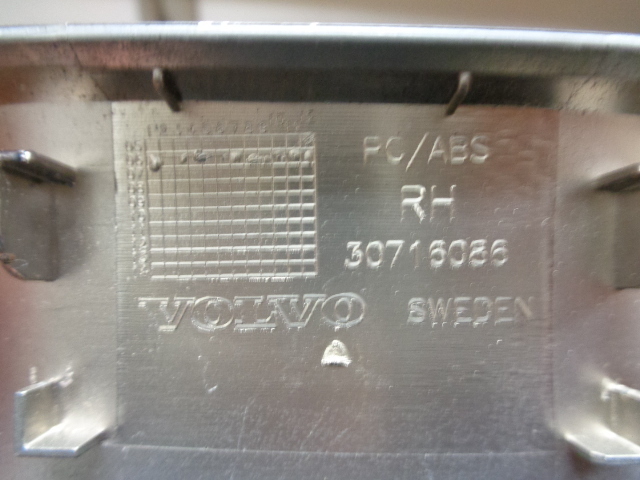 PC/ABS
RH
30716086
VOLVO SWEDEN